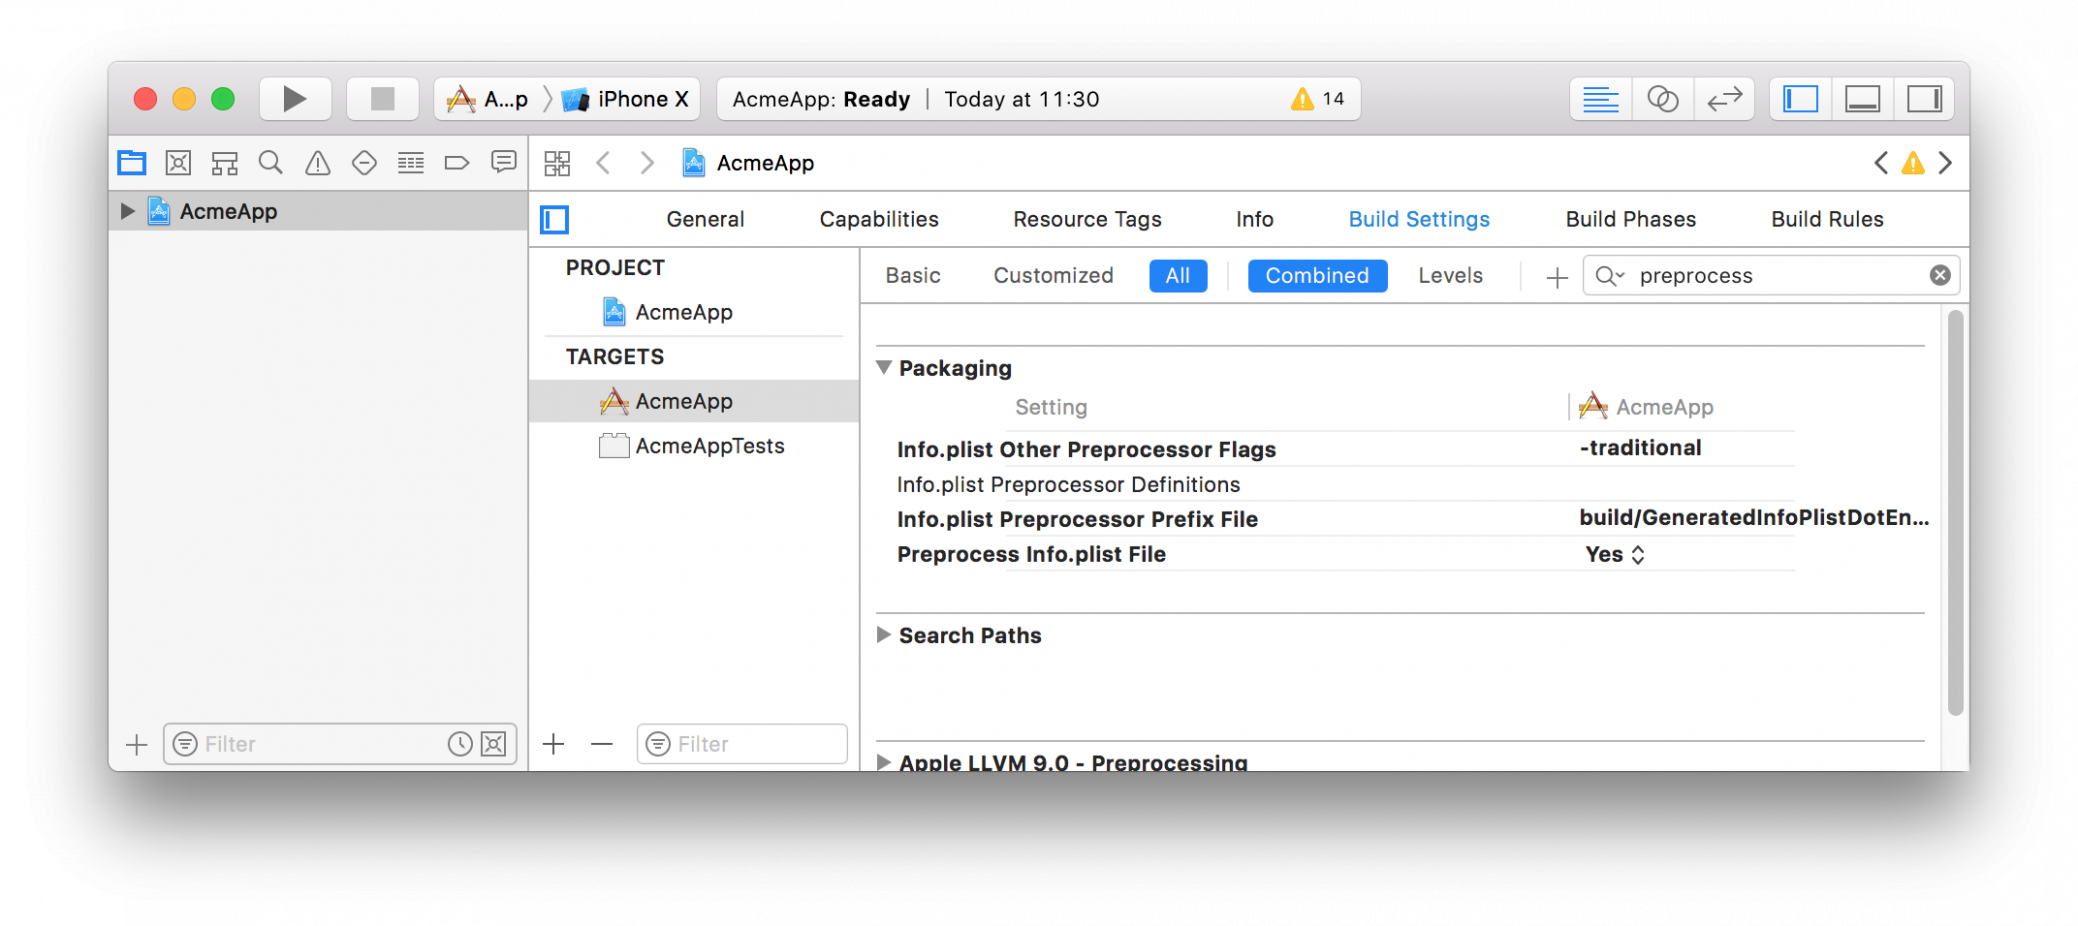 A...p iPhone X AcmeApp: Ready | Today at 11:30 14
AcmeApp
AcmeApp
General Capabilities Resource Tags Info Build Settings Build Phases Build Rules
PROJECT
AcmeApp
TARGETS
AcmeApp
AcmeAppTests
Basic Customized All Combined Levels preprocess
Packaging
Setting AcmeApp
Info.plist Other Preprocessor Flags -traditional
Info.plist Preprocessor Definitions
Info.plist Preprocessor Prefix File build/GeneratedInfoPlistDotEn...
Preprocess Info.plist File Yes
Search Paths
Apple LLVM 9.0 - Preprocessing
Filter
Filter